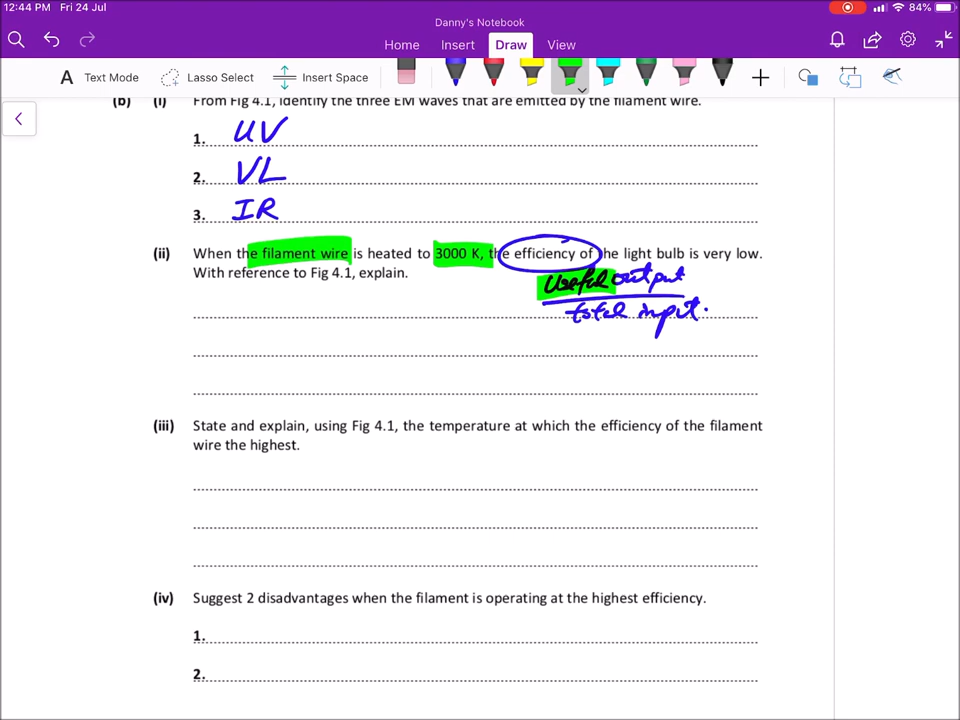 12:44 PM Fri 24 Jul
84%
Danny's Notebook
Home Insert Draw View
A Text Mode Lasso Select Insert Space
(b) (i) From Fig 4.1, identify the three EM waves that are emitted by the filament wire.
1. UV
2. VL
3. IR
(ii) When the filament wire is heated to 3000 K, the efficiency of the light bulb is very low.
With reference to Fig 4.1, explain.
Useful output
total input.
(iii) State and explain, using Fig 4.1, the temperature at which the efficiency of the filament
wire the highest.
(iv) Suggest 2 disadvantages when the filament is operating at the highest efficiency.
1.
2.